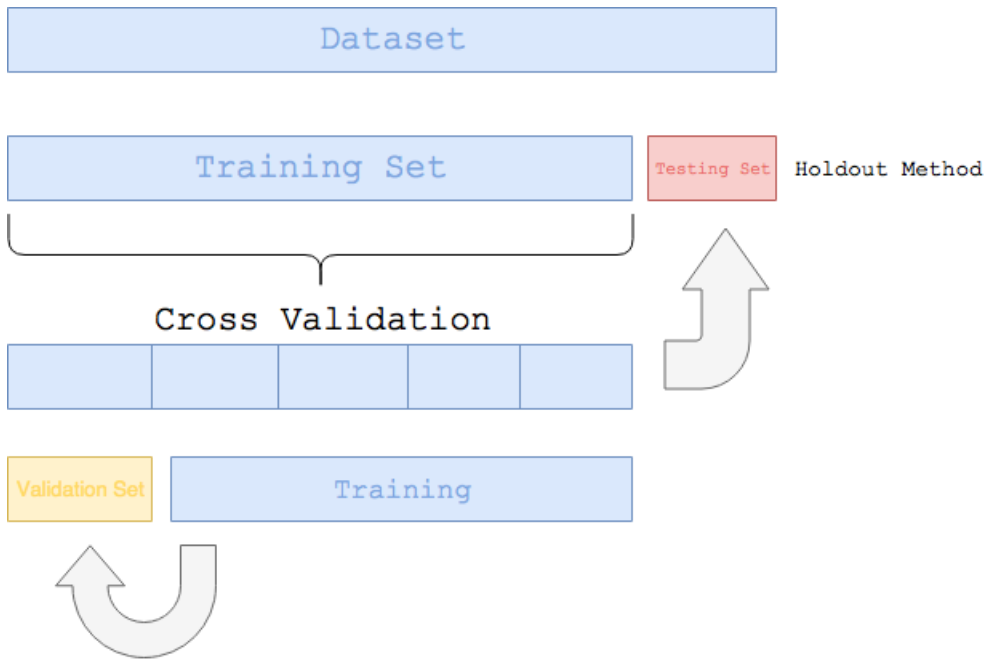 Dataset
Training Set
Testing Set
Holdout Method
Cross Validation
Validation Set
Training